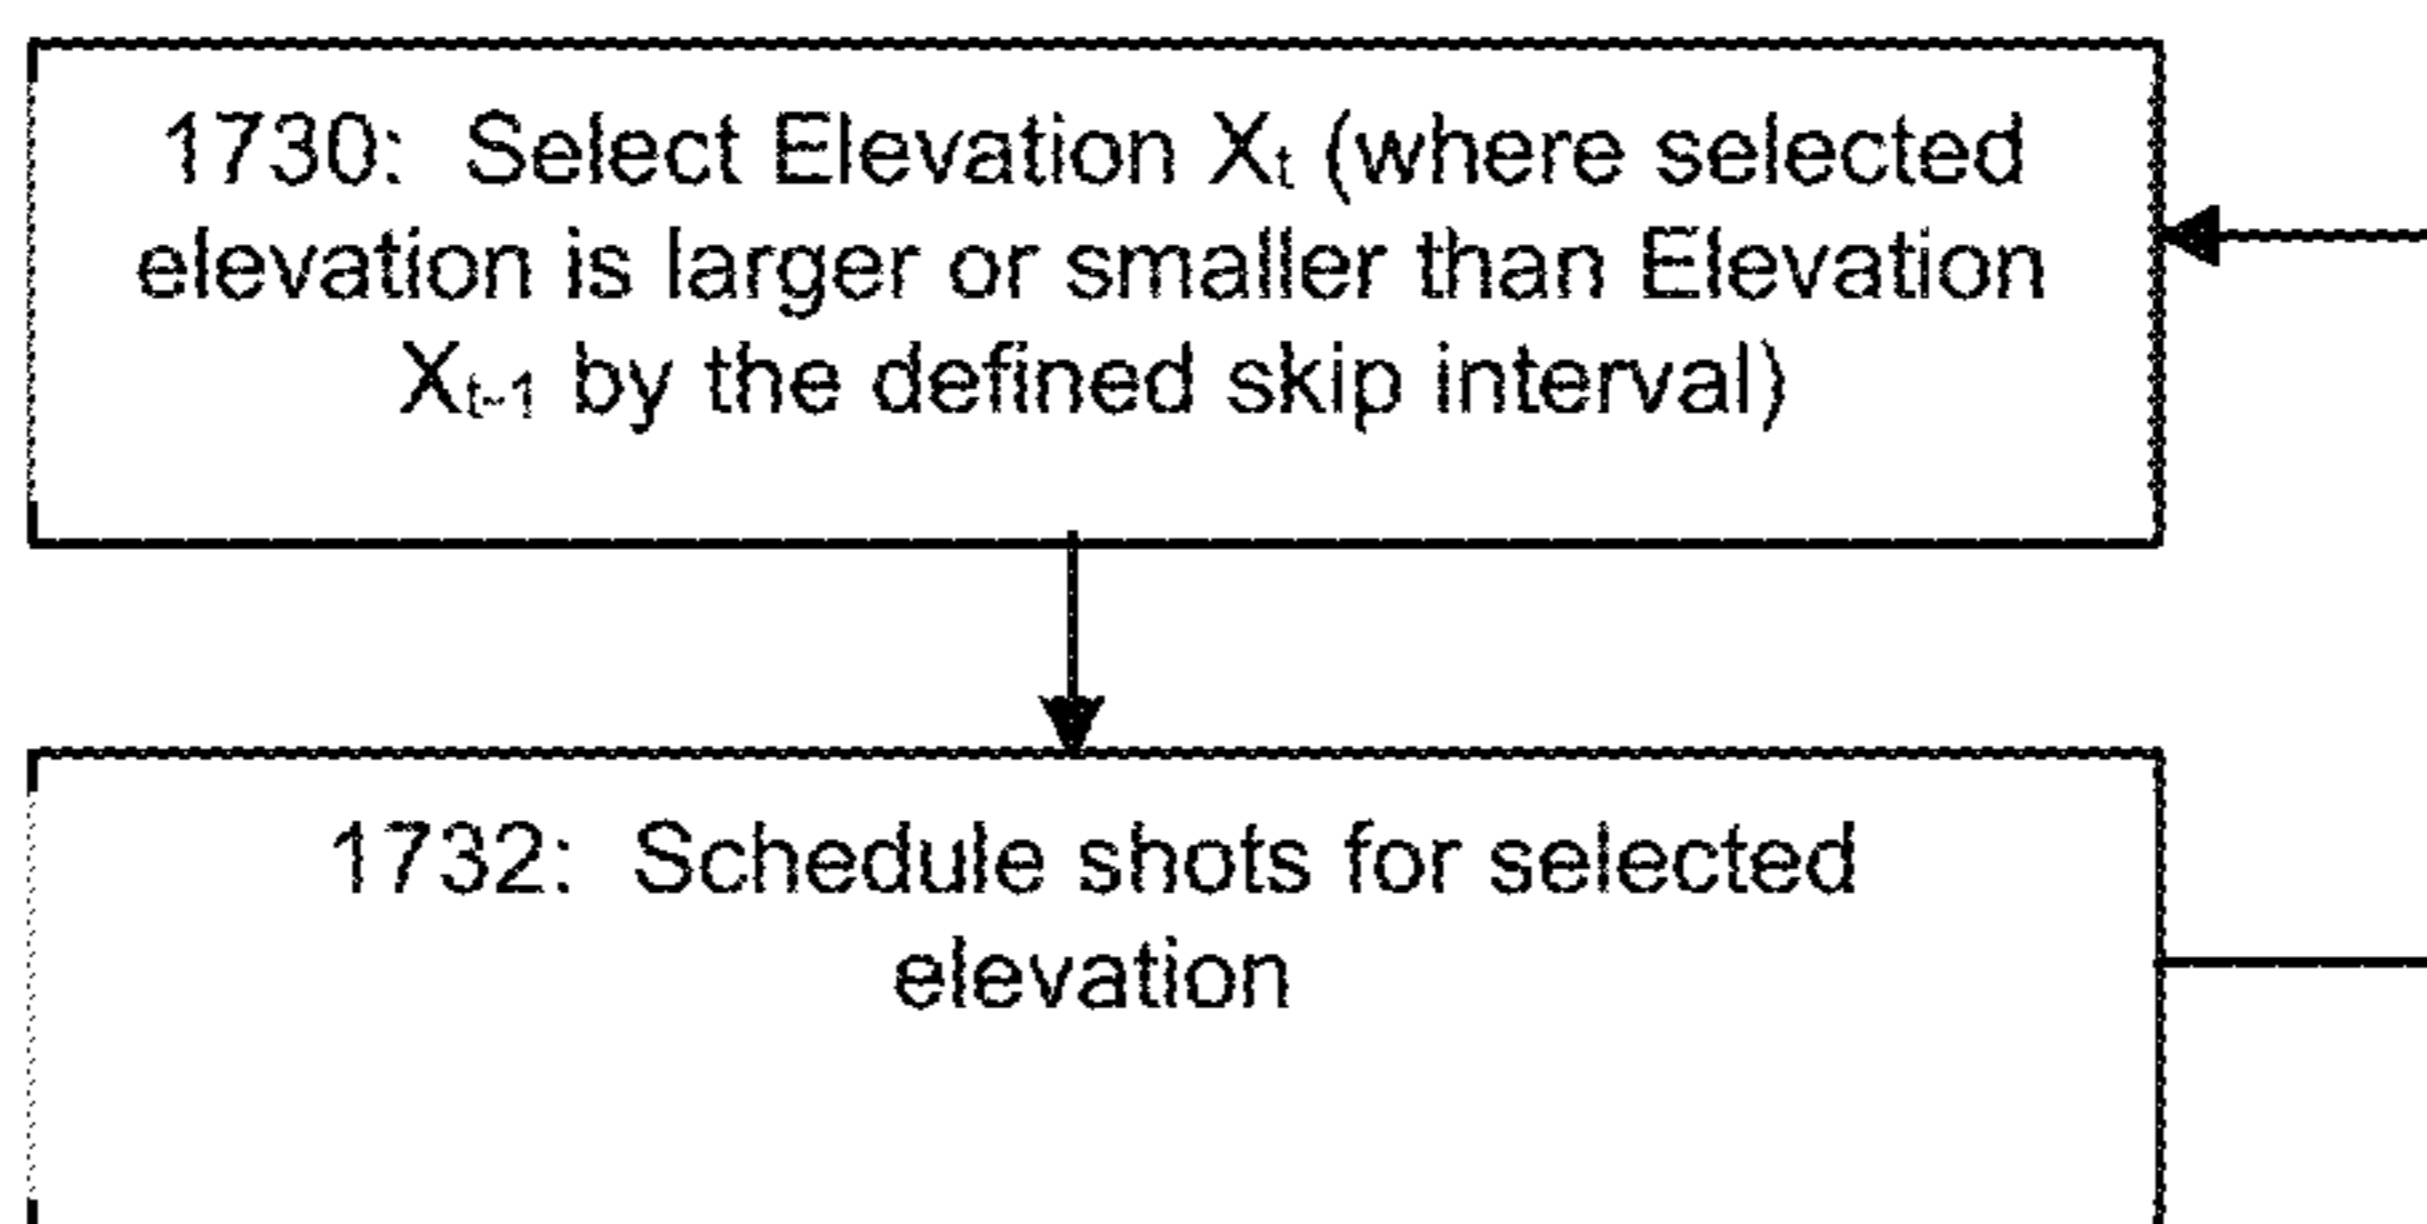 1730: Select Elevation Xt (where selected
elevation is larger or smaller than Elevation
Xt-1 by the defined skip interval)
1732: Schedule shots for selected
elevation